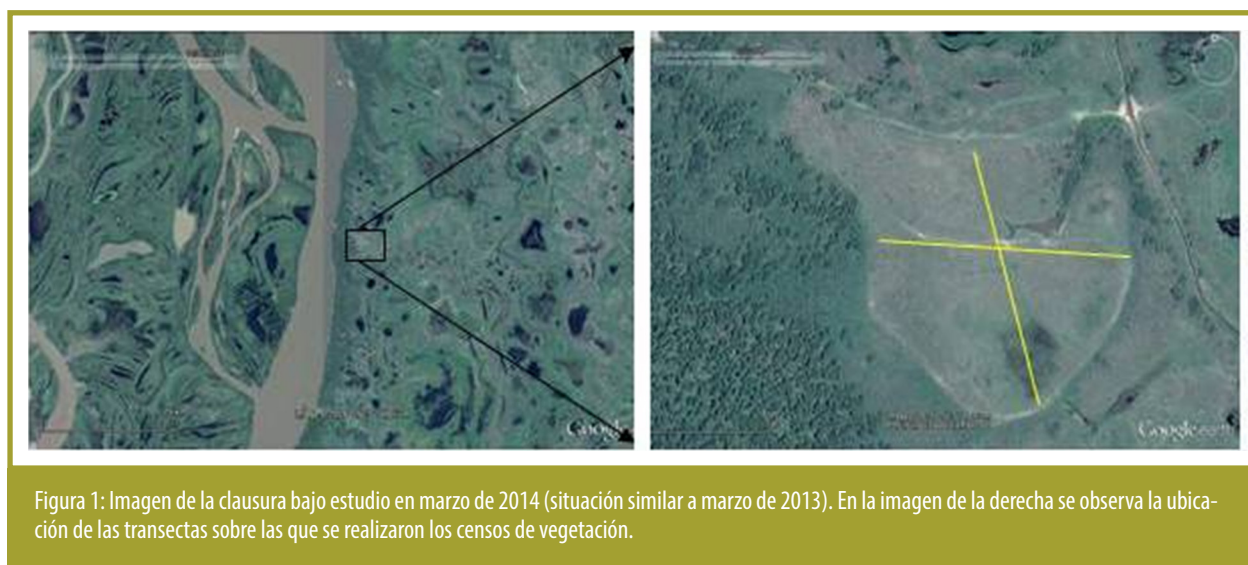 Google earth
Google earth
Figura 1: Imagen de la clausura bajo estudio en marzo de 2014 (situación similar a marzo de 2013). En la imagen de la derecha se observa la ubica-
ción de las transectas sobre las que se realizaron los censos de vegetación.